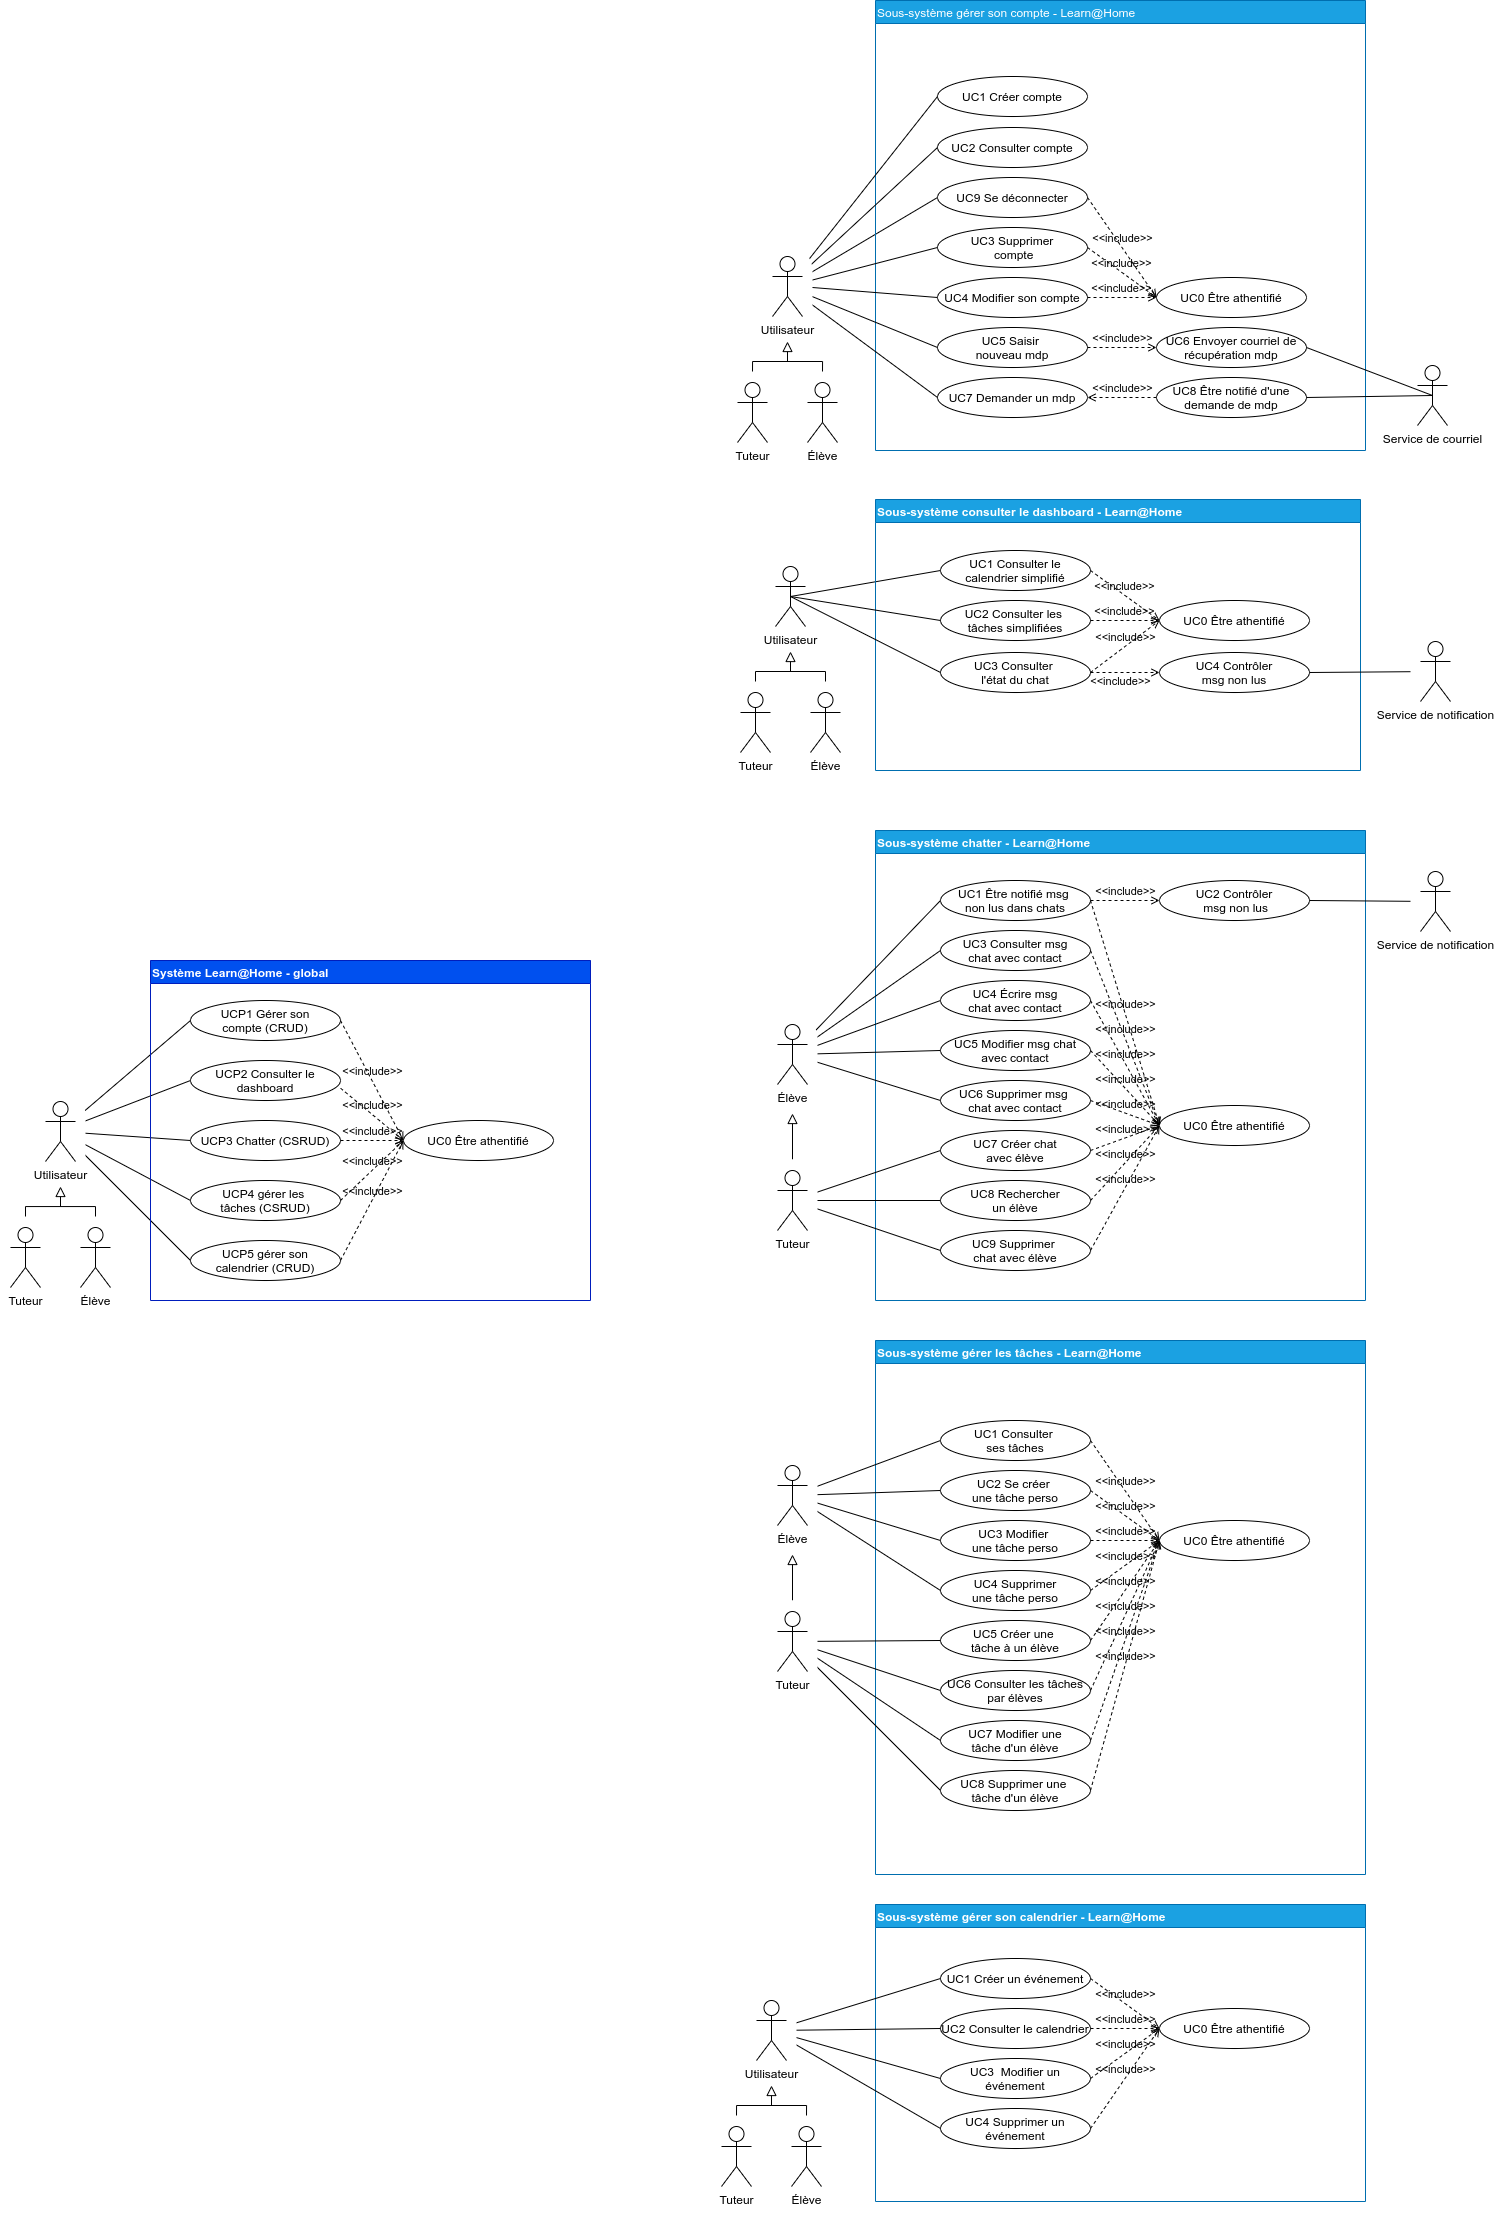 Sous-système gérer son compte - Learn@Home
UC1 Créer compte
UC2 Consulter compte
UC9 Se déconnecter
<<include>>
UC3 Supprimer
compte
<<include>>
UC4 Modifier son compte
<<include>>
UC0 Être athentifié
Utilisateur
UC5 Saisir
nouveau mdp
<<include>>
UC6 Envoyer courriel de
récupération mdp
UC7 Demander un mdp
<<include>>
UC8 Être notifié d'une
demande de mdp
Service de courriel
Tuteur
Élève
Sous-système consulter le dashboard - Learn@Home
UC1 Consulter le
calendrier simplifié
<<include>>
UC2 Consulter les
tâches simplifiées
<<include>>
UC0 Être athentifié
Utilisateur
<<include>>
UC3 Consulter
l'état du chat
<<include>>
UC4 Contrôler
msg non lus
Service de notification
Tuteur
Élève
Sous-système chatter - Learn@Home
UC1 Être notifié msg
non lus dans chats
<<include>>
UC2 Contrôler
msg non lus
Service de notification
UC3 Consulter msg
chat avec contact
UC4 Écrire msg
chat avec contact
<<include>>
<<include>>
UC5 Modifier msg chat
avec contact
<<include>>
<<include>>
Élève
UC6 Supprimer msg
chat avec contact
<<include>>
<<include>>
UC0 Être athentifié
UC7 Créer chat
avec élève
<<include>>
<<include>>
UC8 Rechercher
un élève
Tuteur
UC9 Supprimer
chat avec élève
Système Learn@Home - global
UCP1 Gérer son
compte (CRUD)
<<include>>
UCP2 Consulter le
dashboard
<<include>>
UCP3 Chatter (CSRUD)
<<include>>
UC0 Être athentifié
<<include>>
Utilisateur
UCP4 gérer les
tâches (CSRUD)
<<include>>
UCP5 gérer son
calendrier (CRUD)
Tuteur
Élève
Sous-système gérer les tâches - Learn@Home
UC1 Consulter
ses tâches
<<include>>
UC2 Se créer
une tâche perso
<<include>>
Élève
UC3 Modifier
une tâche perso
<<include>>
UC0 Être athentifié
<<include>>
UC4 Supprimer
une tâche perso
<<include>>
<<include>>
UC5 Créer une
tâche à un élève
<<include>>
<<include>>
Tuteur
UC6 Consulter les tâches
par élèves
UC7 Modifier une
tâche d'un élève
UC8 Supprimer une
tâche d'un élève
Sous-système gérer son calendrier - Learn@Home
UC1 Créer un événement
<<include>>
UC2 Consulter le calendrier
<<include>>
UC0 Être athentifié
<<include>>
Utilisateur
UC3  Modifier un
événement
<<include>>
UC4 Supprimer un
événement
Tuteur
Élève